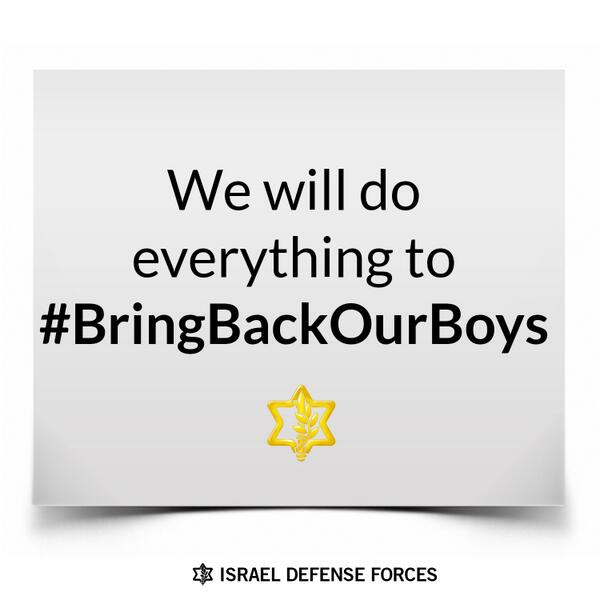 We will do
everything to
#BringBackOurBoys
ISRAEL DEFENSE FORCES